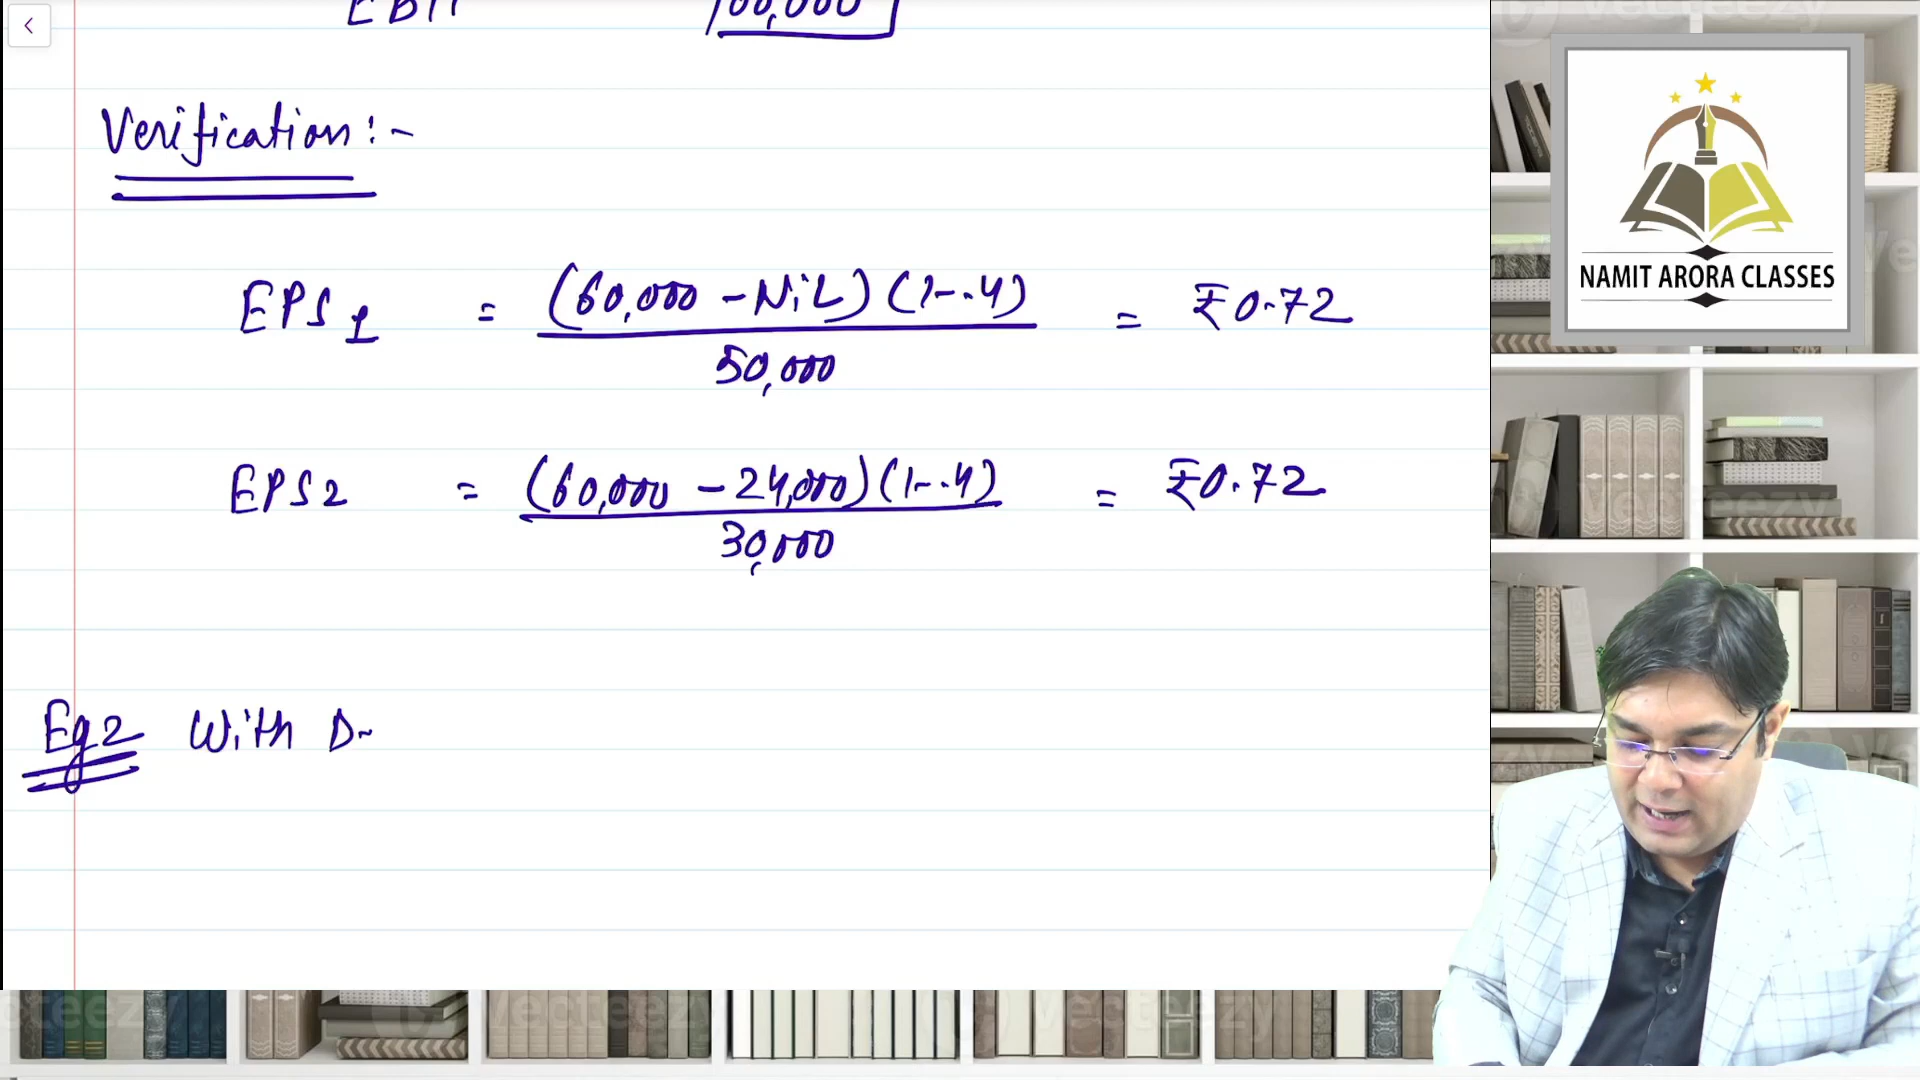 Verification:-
EPS1 = (60,000 - NiL) (1-.4) = ₹0.72
50,000
EPS2 = (60,000 - 24,000) (1-.4) = ₹0.72
30,000
Eg2 With D
NAMIT ARORA CLASSES